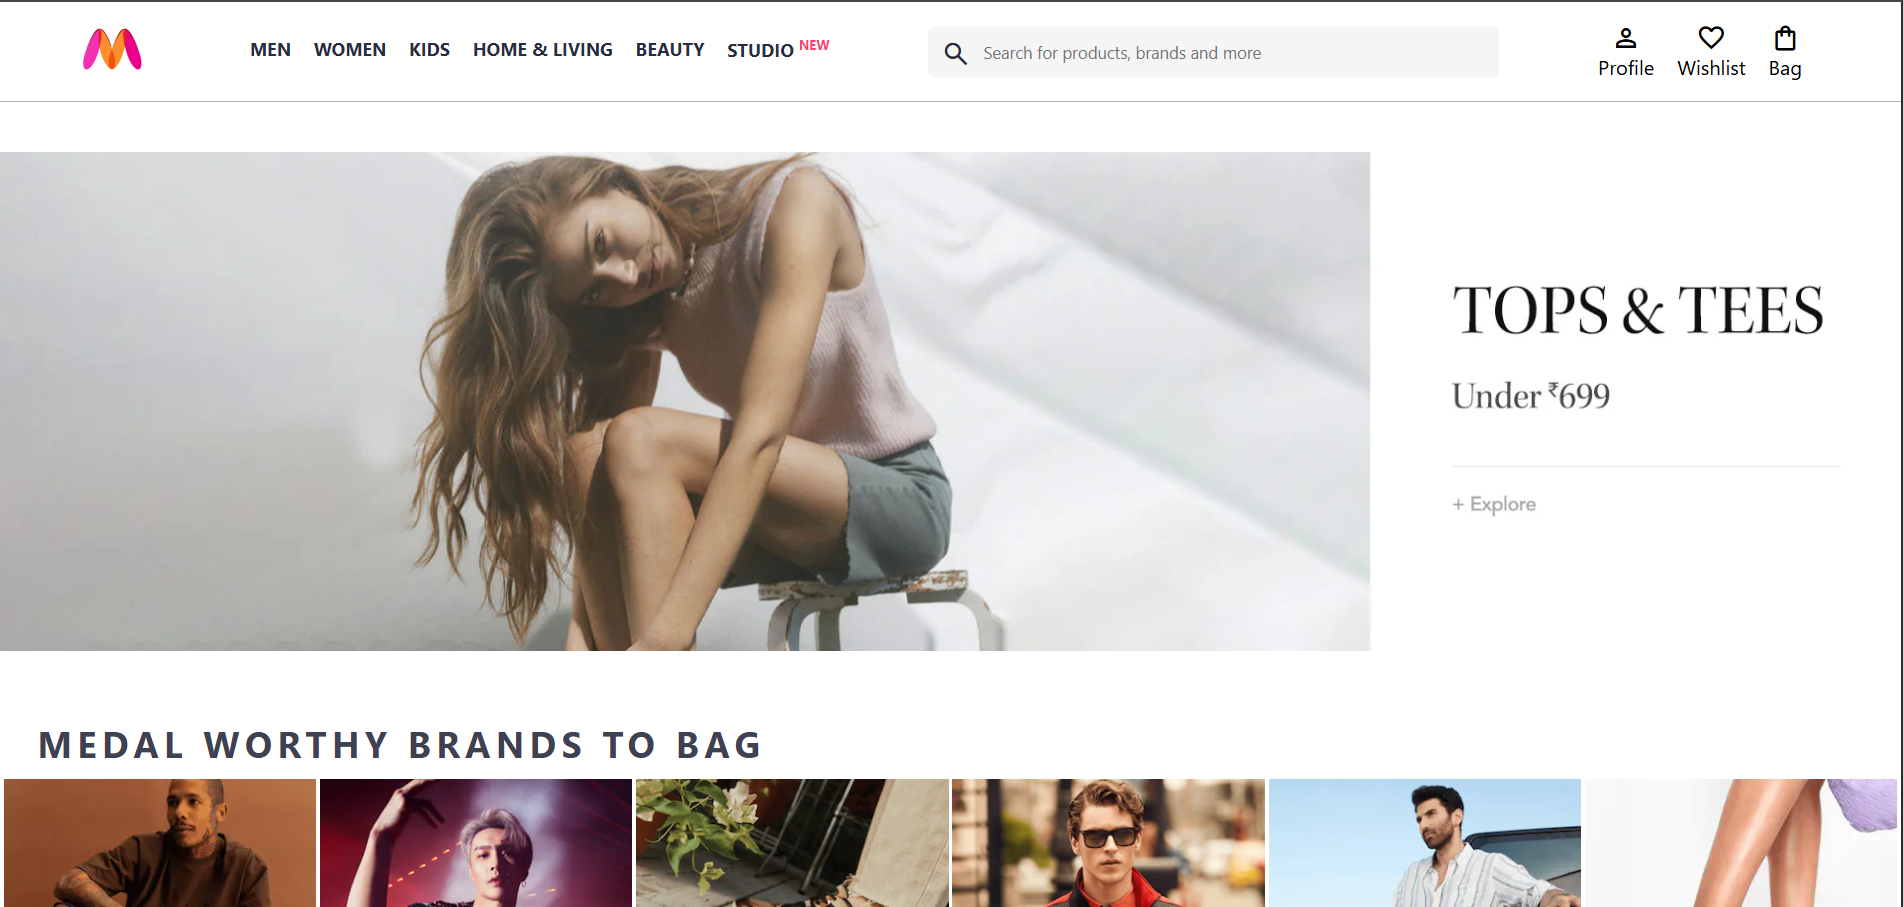 MEN WOMEN KIDS HOME & LIVING BEAUTY STUDIO NEW
Search for products, brands and more
Profile Wishlist Bag
TOPS & TEES
Under ₹699
+ Explore
MEDAL WORTHY BRANDS TO BAG